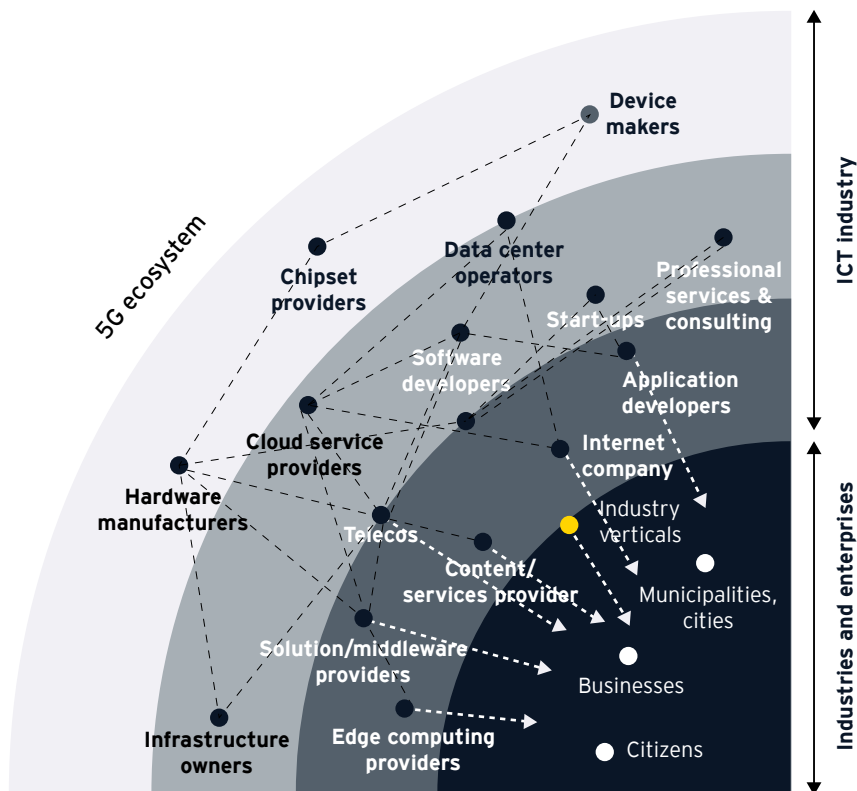 Device
makers
5G ecosystem
Chipset
providers
Data center
operators
Professional
services &
consulting
Start-ups
Software
developers
Application
developers
Cloud service
providers
Internet
company
Hardware
manufacturers
Telecos
Industry
verticals
Content/
services provider
Municipalities,
cities
Solution/middleware
providers
Businesses
Infrastructure
owners
Edge computing
providers
Citizens
ICT industry
Industries and enterprises